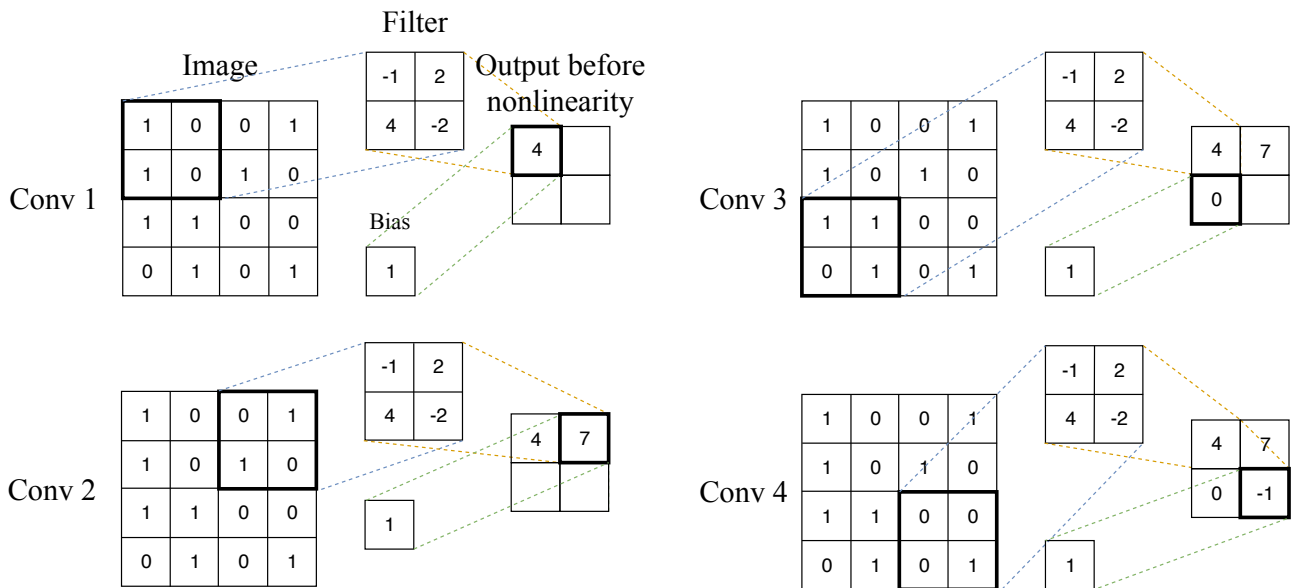 Filter
Image
Output before
nonlinearity
-1 2
4 -2
1 0 0 1
1 0 1 0
1 1 0 0
0 1 0 1
4
Conv 1
Bias
1
-1 2
4 -2
1 0 0 1
1 0 1 0
1 1 0 0
0 1 0 1
4 7
0
Conv 3
1
-1 2
4 -2
1 0 0 1
1 0 1 0
1 1 0 0
0 1 0 1
4 7
Conv 2
1
-1 2
4 -2
1 0 0 1
1 0 1 0
1 1 0 0
0 1 0 1
4 7
0 -1
Conv 4
1